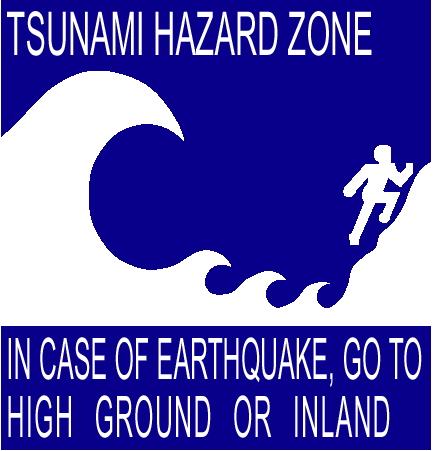 TSUNAMI HAZARD ZONE
IN CASE OF EARTHQUAKE, GO TO
HIGH GROUND OR INLAND